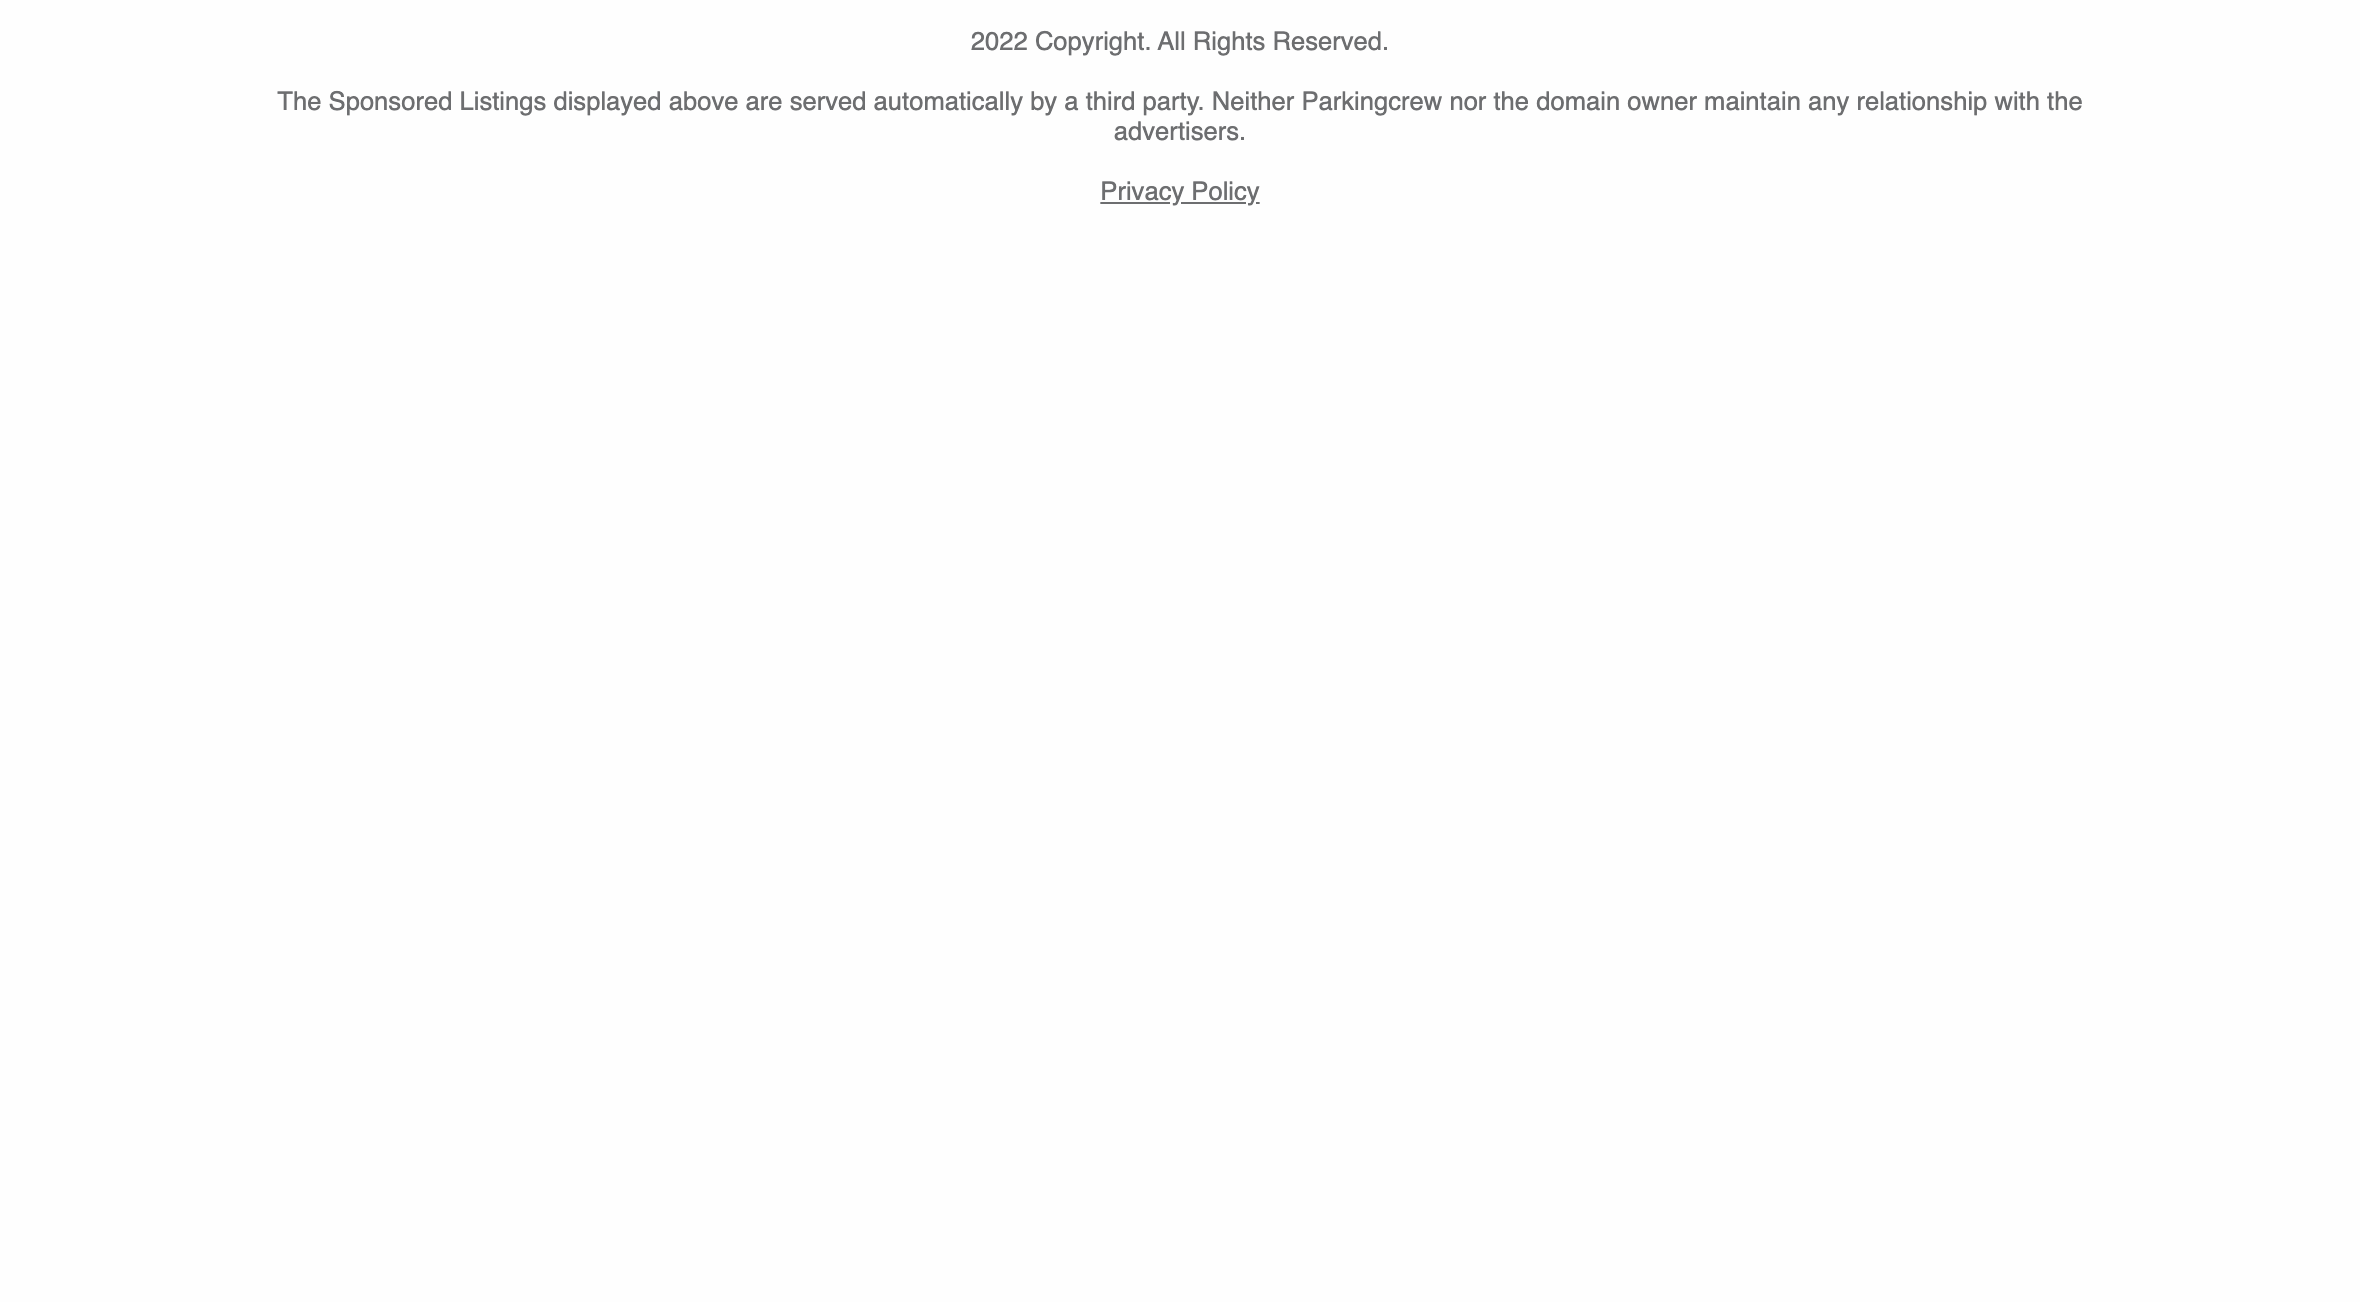 2022 Copyright. All Rights Reserved.
The Sponsored Listings displayed above are served automatically by a third party. Neither Parkingcrew nor the domain owner maintain any relationship with the
advertisers.
Privacy Policy